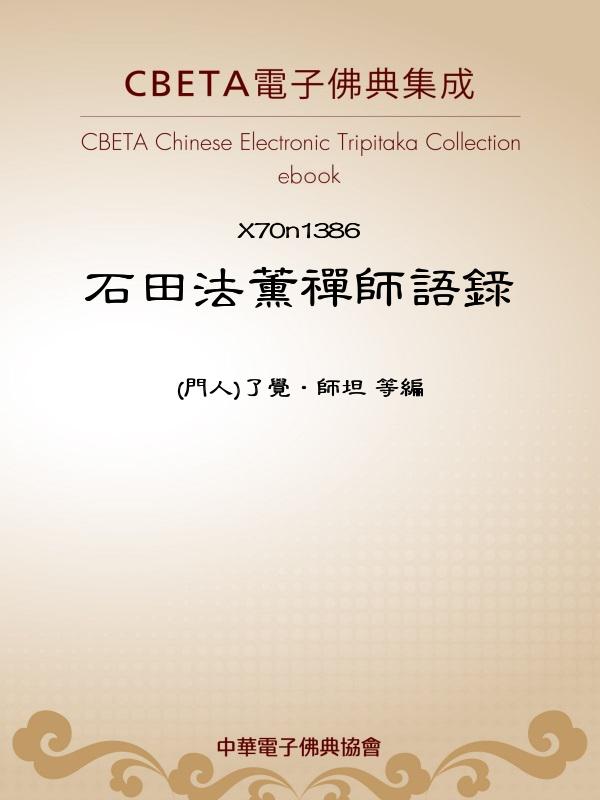 CBETA電子佛典集成
CBETA Chinese Electronic Tripitaka Collection
ebook
X70n1386
石田法薰禪師語錄
(門人)了覺．師坦 等編
中華電子佛典協會